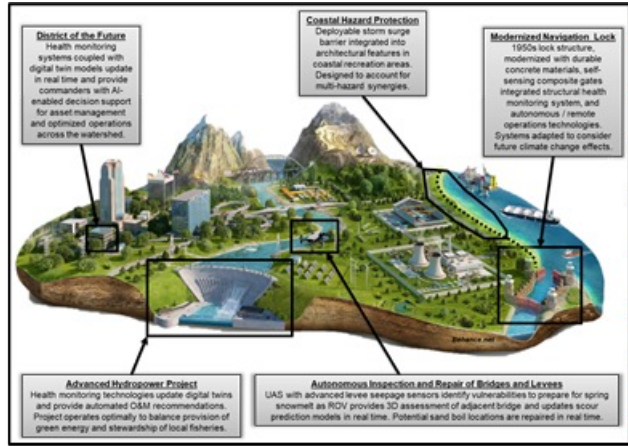 District of the Future
Health monitoring
systems coupled with
digital twin models update
in real time and provide
commanders with AI-
enabled decision support
for asset management
and optimized operations
across the watershed.
Coastal Hazard Protection
Deployable storm surge
barrier integrated into
architectural features in
coastal recreation areas.
Designed to account for
multi-hazard synergies.
Modernized Navigation Lock
1950s lock structure,
modernized with durable
concrete materials, self-
sensing composite gates
integrated structural health
monitoring system, and
autonomous / remote
operations technologies.
Systems adapted to consider
future climate change effects.
Behance.net
Advanced Hydropower Project
Health monitoring technologies update digital twins
and provide automated O&M recommendations.
Project operates optimally to balance provision of
green energy and stewardship of local fisheries.
Autonomous Inspection and Repair of Bridges and Levees
UAS with advanced levee seepage sensors identify vulnerabilities to prepare for spring
snowmelt as ROV provides 3D assessment of adjacent bridge and updates scour
prediction models in real time. Potential sand boil locations are repaired in real time.